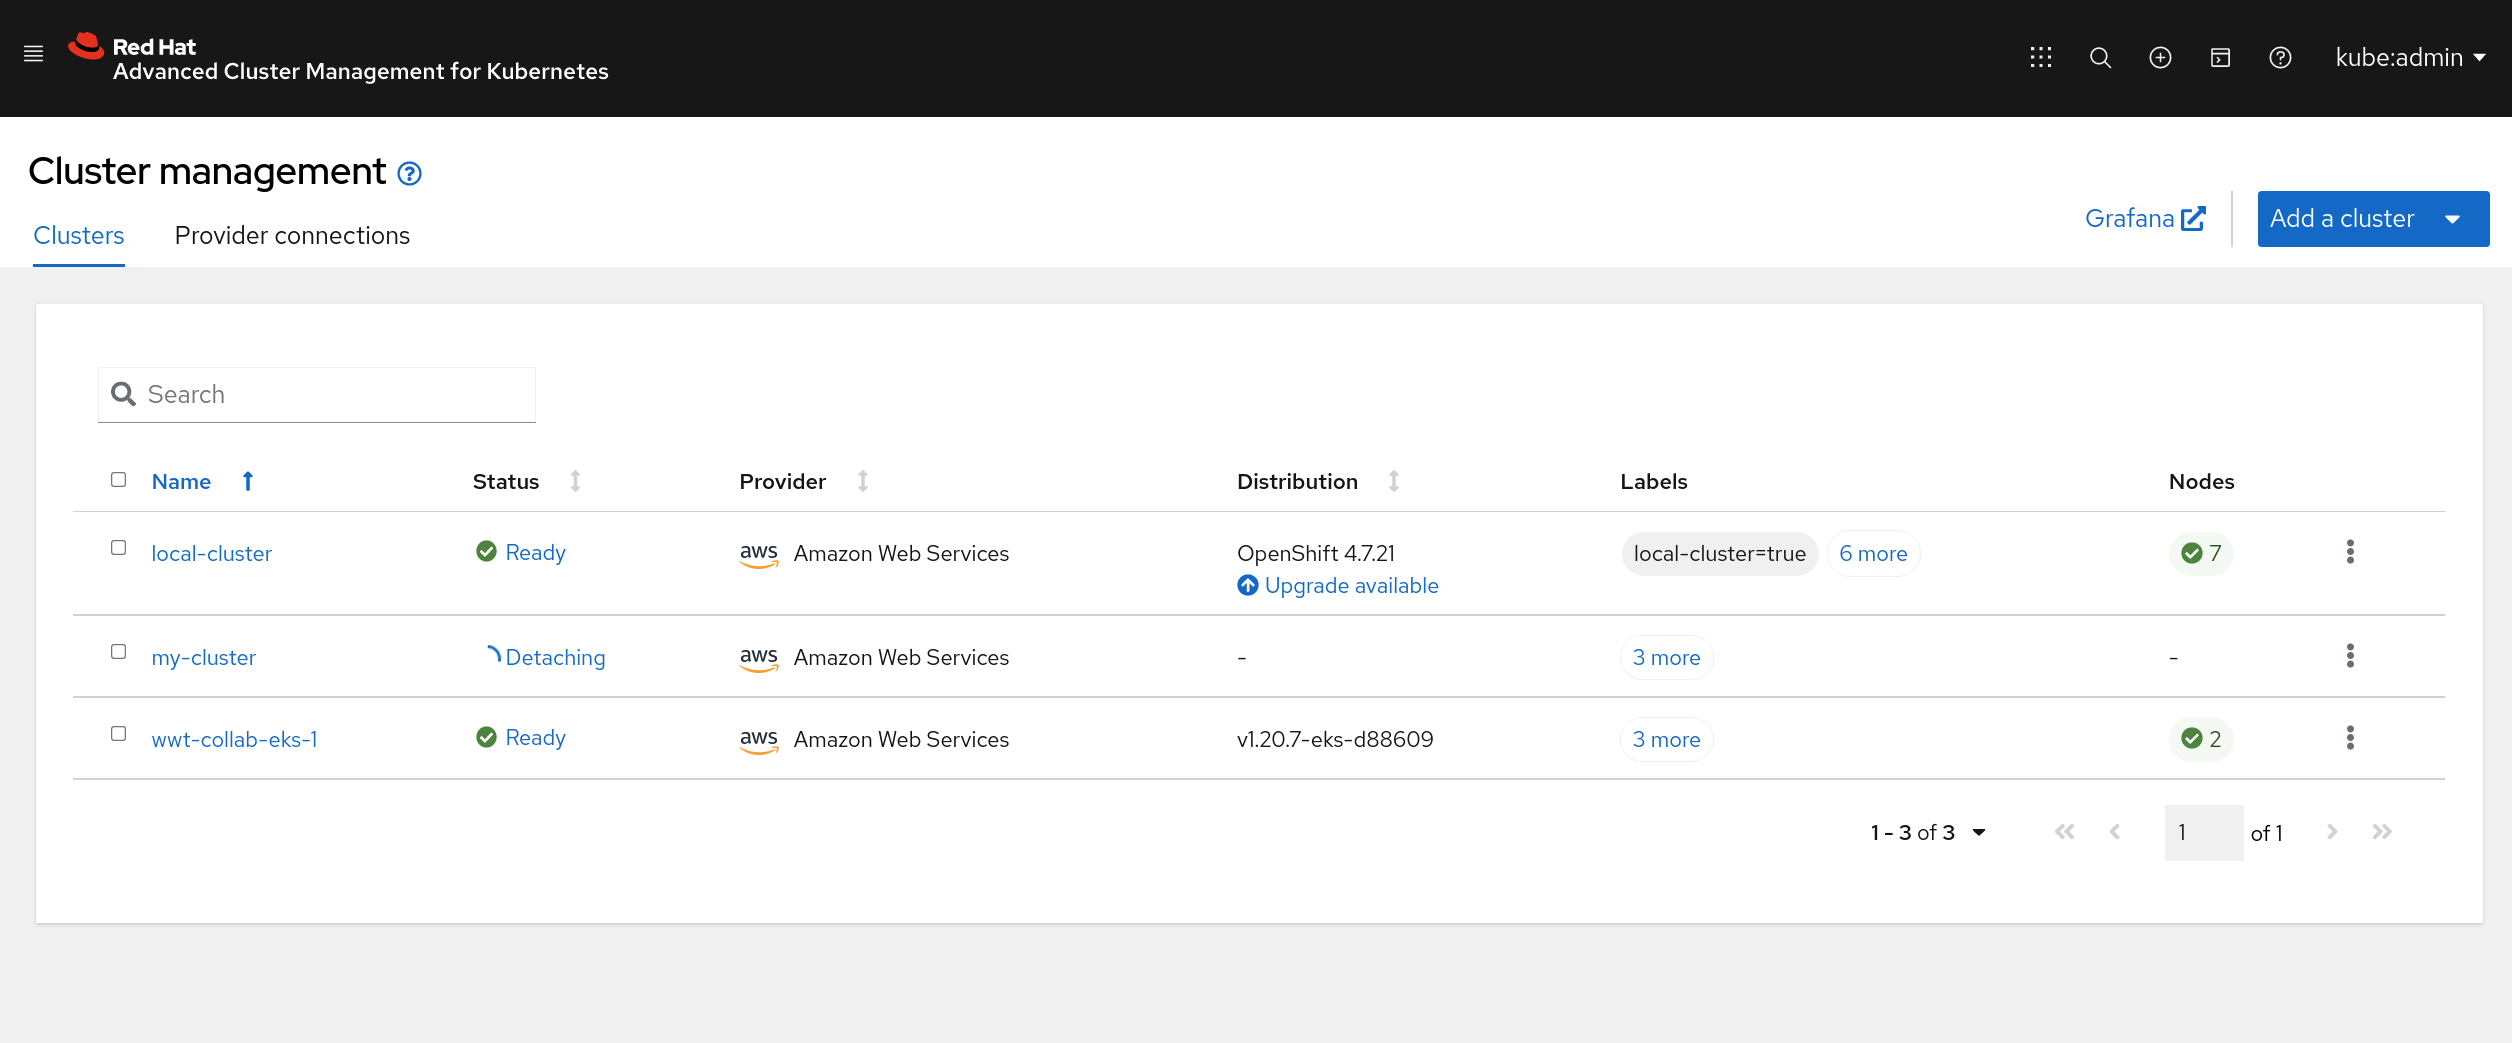 Red Hat
Advanced Cluster Management for Kubernetes
kube:admin
Cluster management
Clusters Provider connections
Grafana Add a cluster
Search
Name Status Provider Distribution Labels Nodes
local-cluster Ready aws Amazon Web Services OpenShift 4.7.21 local-cluster=true 6 more 7
Upgrade available
my-cluster Detaching aws Amazon Web Services - 3 more -
wwt-collab-eks-1 Ready aws Amazon Web Services v1.20.7-eks-d88609 3 more 2
1 - 3 of 3 1 of 1